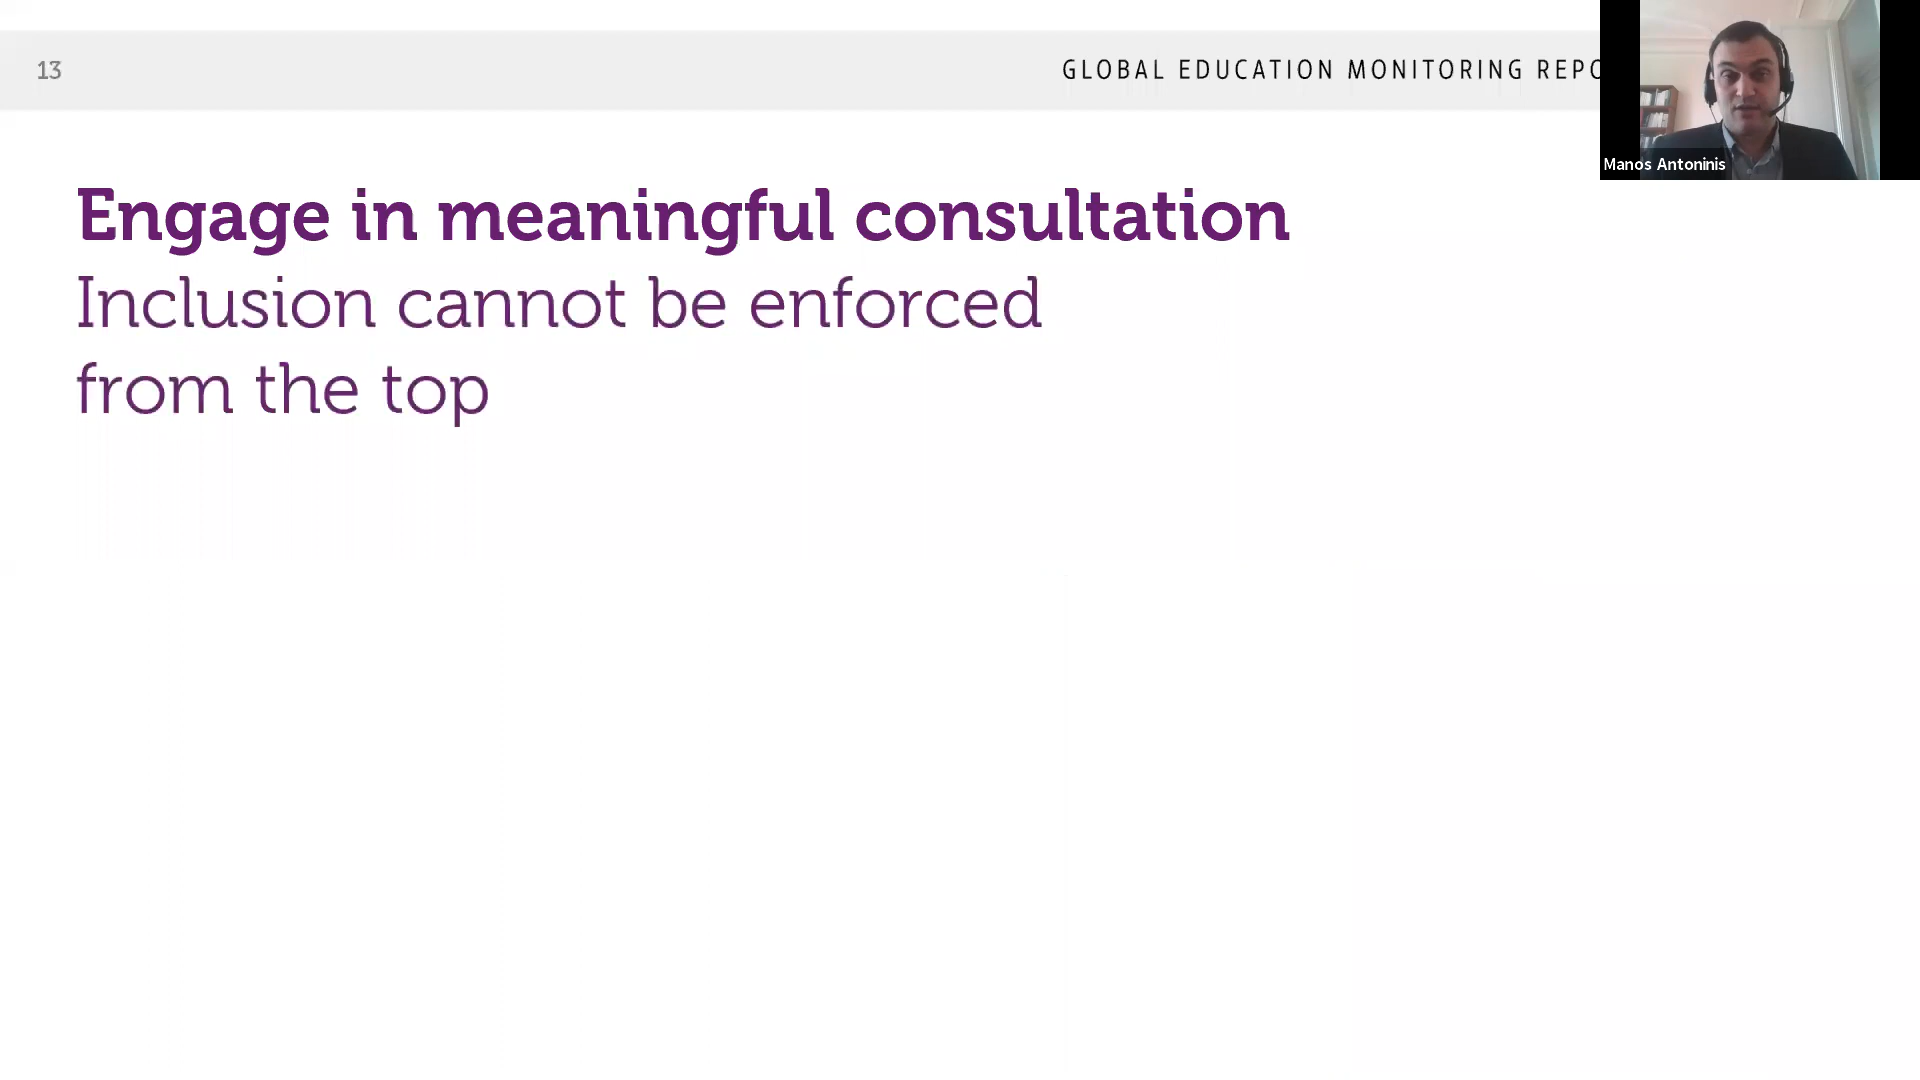 13
GLOBAL EDUCATION MONITORING REPO
Manos Antoninis
Engage in meaningful consultation
Inclusion cannot be enforced
from the top